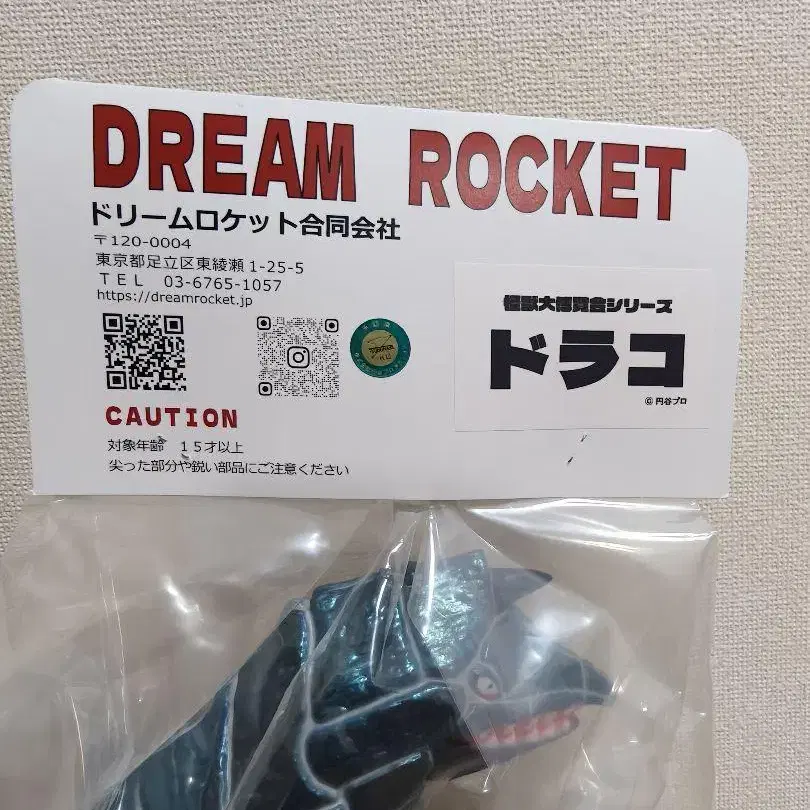 DREAM ROCKET
ドリームロケット合同会社
〒120-0004
東京都足立区東綾瀬1-25-5
ＴＥＬ　03-6765-1057
https://dreamrocket.jp
怪獣大博覧会シリーズ
ドラコ
© 円谷プロ
CAUTION
対象年齢　１５才以上
尖った部分や鋭い部品にご注意ください